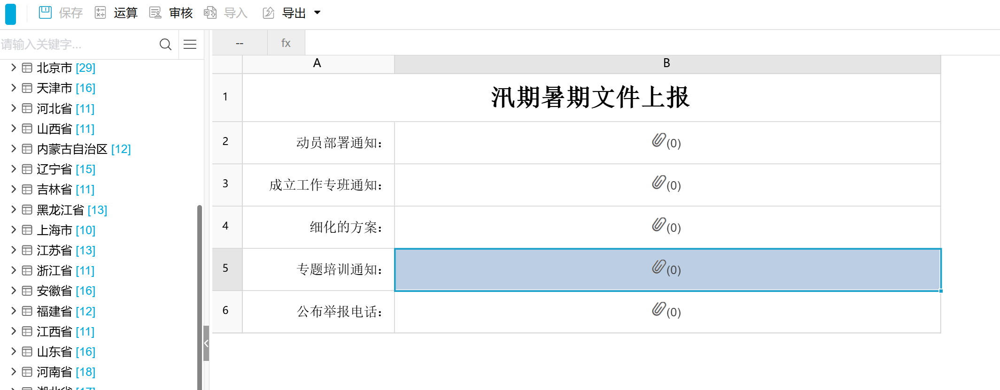 保存 运算 审核 导入 导出
请输入关键字...
-- fx
北京市 [29]
天津市 [16]
河北省 [11]
山西省 [11]
内蒙古自治区 [12]
辽宁省 [15]
吉林省 [11]
黑龙江省 [13]
上海市 [10]
江苏省 [13]
浙江省 [11]
安徽省 [16]
福建省 [12]
江西省 [11]
山东省 [16]
河南省 [18]
湖北省 [17]
A B
1 汛期暑期文件上报
2 动员部署通知： (0)
3 成立工作专班通知： (0)
4 细化的方案： (0)
5 专题培训通知： (0)
6 公布举报电话： (0)